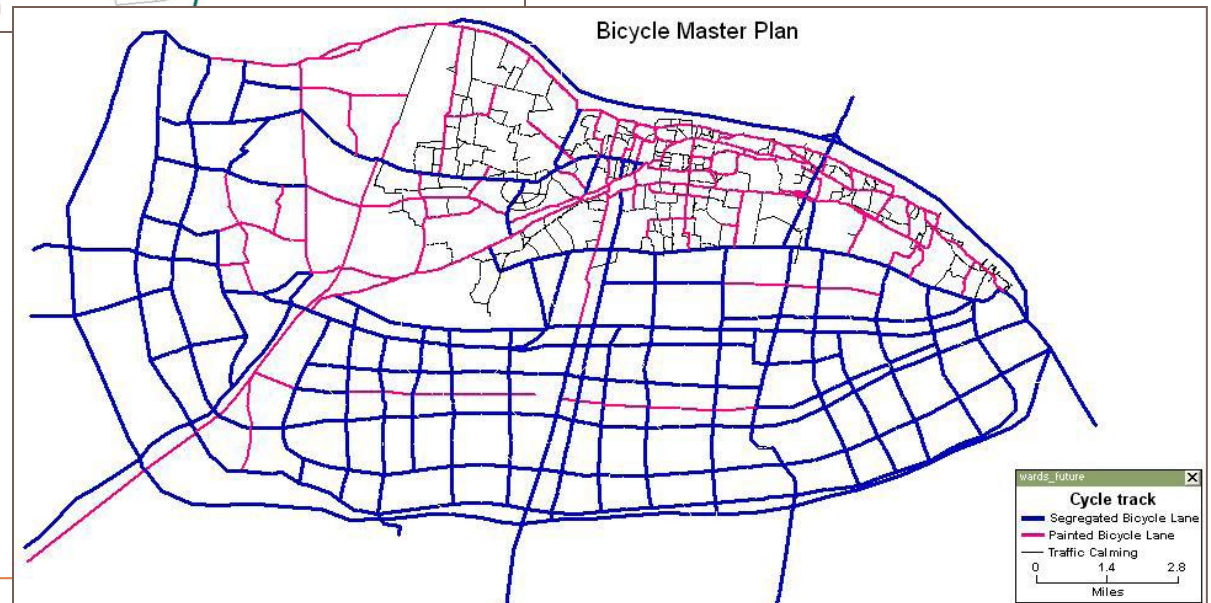 Bicycle Master Plan
wards_future
Cycle track
Segregated Bicycle Lane
Painted Bicycle Lane
Traffic Calming
0 1.4 2.8
Miles